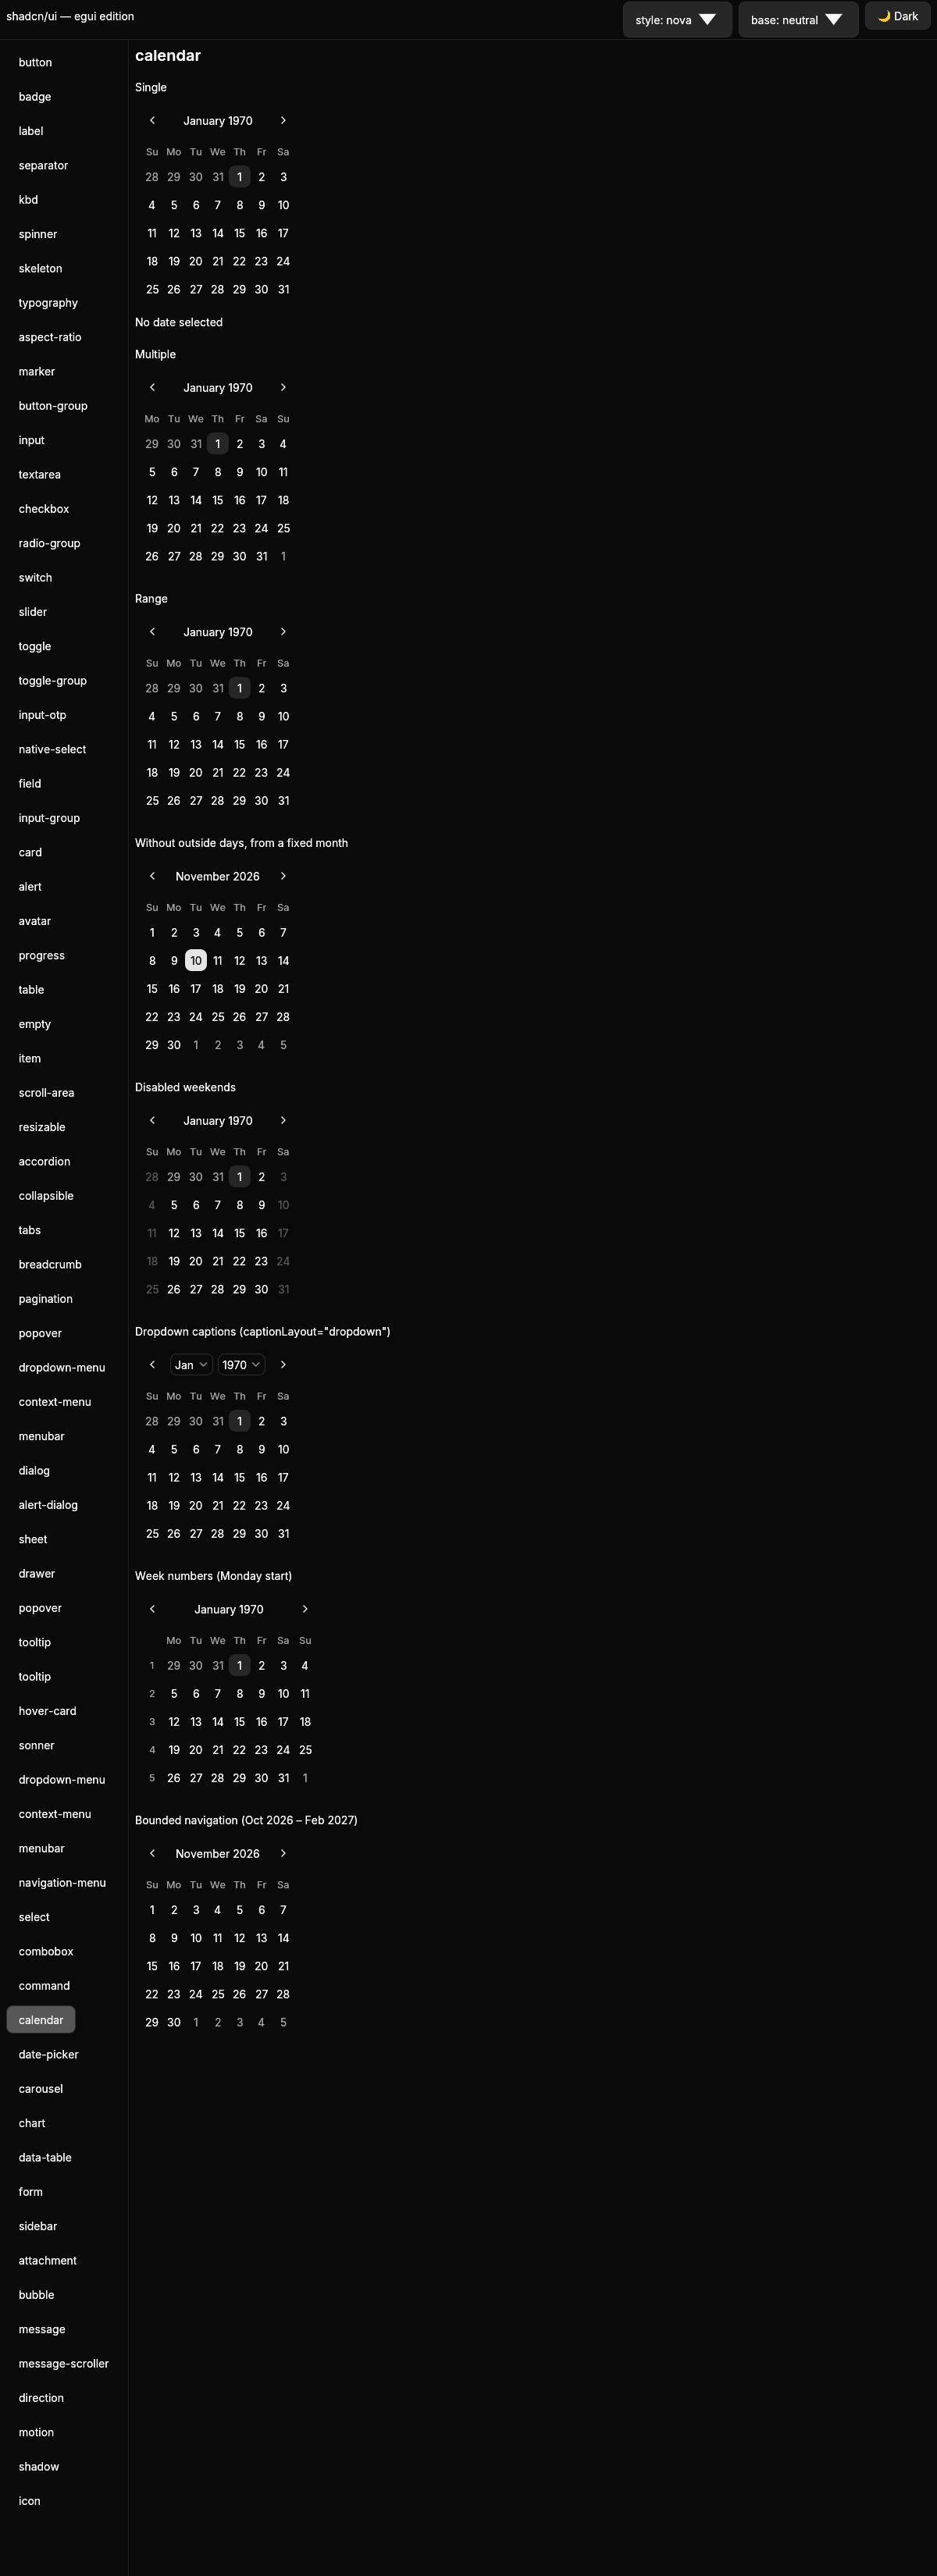 shadcn/ui — egui edition
style: nova
base: neutral
🌙 Dark
button
badge
label
separator
kbd
spinner
skeleton
typography
aspect-ratio
marker
button-group
input
textarea
checkbox
radio-group
switch
slider
toggle
toggle-group
input-otp
native-select
field
input-group
card
alert
avatar
progress
table
empty
item
scroll-area
resizable
accordion
collapsible
tabs
breadcrumb
pagination
popover
dropdown-menu
context-menu
menubar
dialog
alert-dialog
sheet
drawer
popover
tooltip
tooltip
hover-card
sonner
dropdown-menu
context-menu
menubar
navigation-menu
select
combobox
command
calendar
date-picker
carousel
chart
data-table
form
sidebar
attachment
bubble
message
message-scroller
direction
motion
shadow
icon
calendar
Single
January 1970
Su Mo Tu We Th Fr Sa
28 29 30 31 1 2 3
4 5 6 7 8 9 10
11 12 13 14 15 16 17
18 19 20 21 22 23 24
25 26 27 28 29 30 31
No date selected
Multiple
January 1970
Mo Tu We Th Fr Sa Su
29 30 31 1 2 3 4
5 6 7 8 9 10 11
12 13 14 15 16 17 18
19 20 21 22 23 24 25
26 27 28 29 30 31 1
Range
January 1970
Su Mo Tu We Th Fr Sa
28 29 30 31 1 2 3
4 5 6 7 8 9 10
11 12 13 14 15 16 17
18 19 20 21 22 23 24
25 26 27 28 29 30 31
Without outside days, from a fixed month
November 2026
Su Mo Tu We Th Fr Sa
1 2 3 4 5 6 7
8 9 10 11 12 13 14
15 16 17 18 19 20 21
22 23 24 25 26 27 28
29 30 1 2 3 4 5
Disabled weekends
January 1970
Su Mo Tu We Th Fr Sa
28 29 30 31 1 2 3
4 5 6 7 8 9 10
11 12 13 14 15 16 17
18 19 20 21 22 23 24
25 26 27 28 29 30 31
Dropdown captions (captionLayout="dropdown")
Jan 1970
Su Mo Tu We Th Fr Sa
28 29 30 31 1 2 3
4 5 6 7 8 9 10
11 12 13 14 15 16 17
18 19 20 21 22 23 24
25 26 27 28 29 30 31
Week numbers (Monday start)
January 1970
Mo Tu We Th Fr Sa Su
1 29 30 31 1 2 3 4
2 5 6 7 8 9 10 11
3 12 13 14 15 16 17 18
4 19 20 21 22 23 24 25
5 26 27 28 29 30 31 1
Bounded navigation (Oct 2026 – Feb 2027)
November 2026
Su Mo Tu We Th Fr Sa
1 2 3 4 5 6 7
8 9 10 11 12 13 14
15 16 17 18 19 20 21
22 23 24 25 26 27 28
29 30 1 2 3 4 5